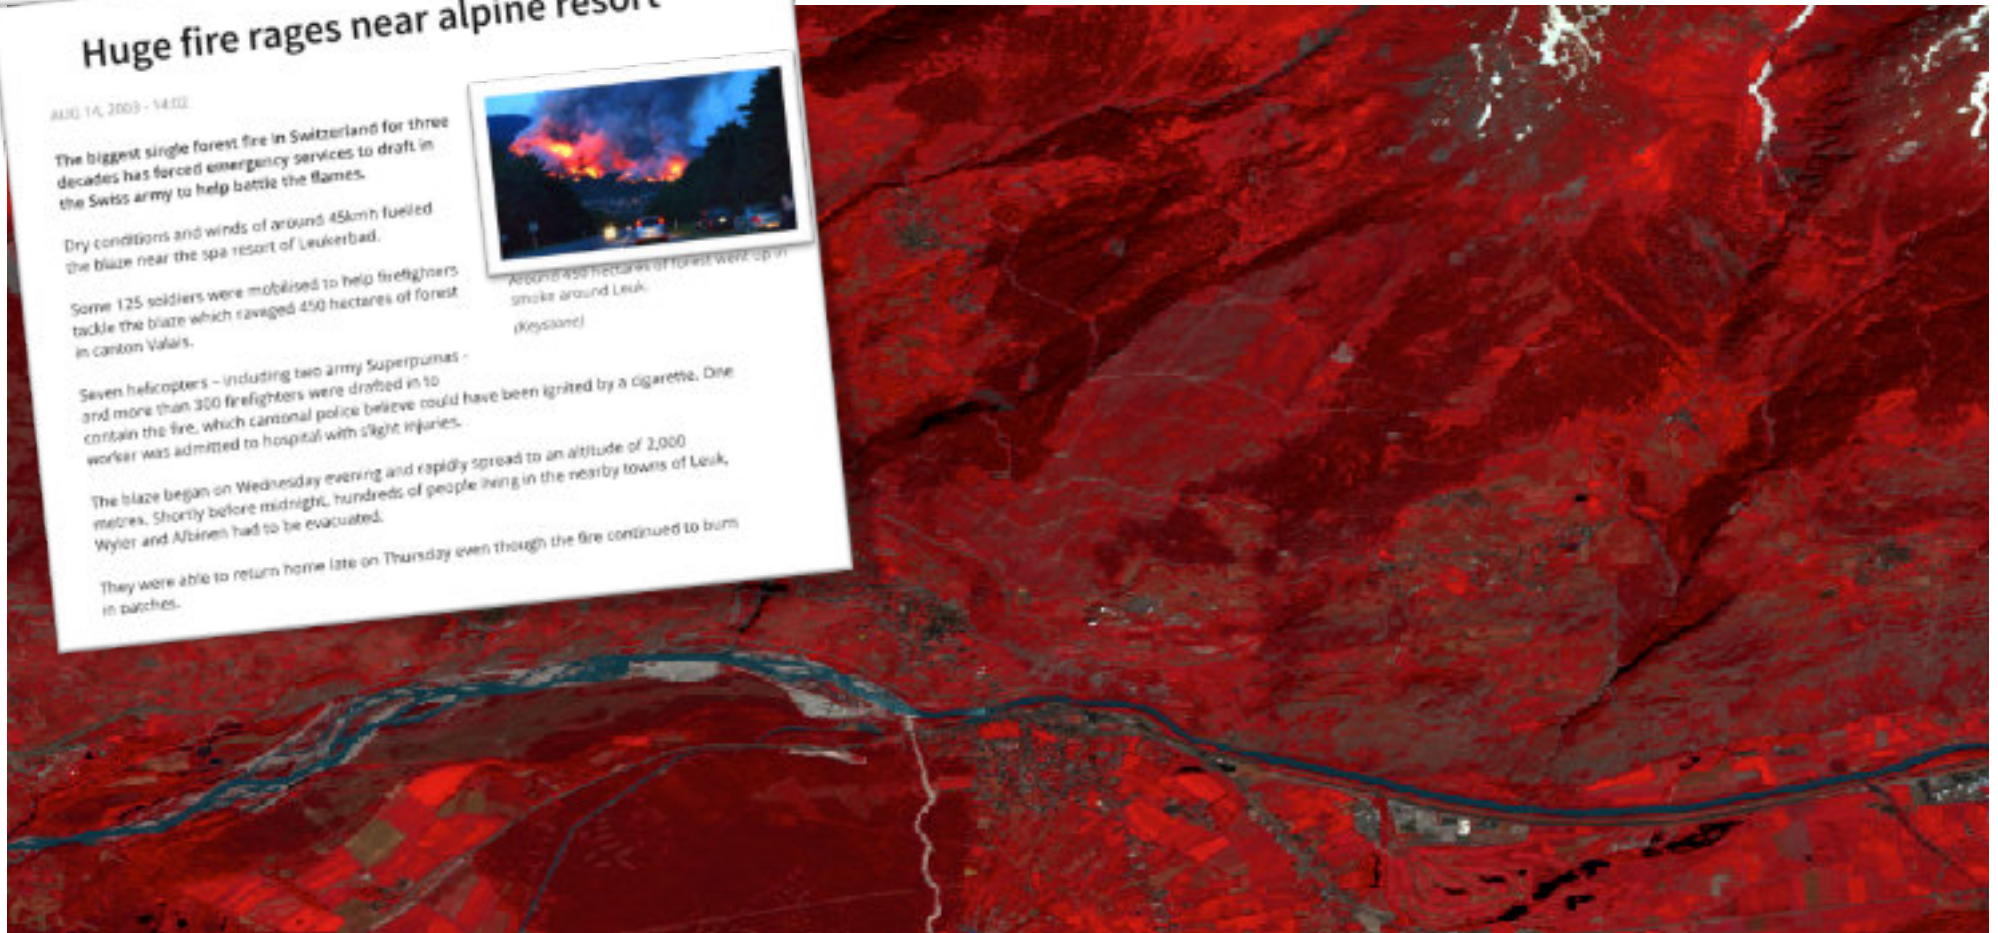 Huge fire rages near alpine resort
AUG 14, 2003 - 14:02
The biggest single forest fire in Switzerland for three
decades has forced emergency services to draft in
the Swiss army to help battle the flames.
Dry conditions and winds of around 45kmh fuelled
the blaze near the spa resort of Leukerbad.
Some 125 soldiers were mobilised to help firefighters
tackle the blaze which ravaged 450 hectares of forest
in canton Valais.
Around 450 hectares of forest went up in
smoke around Leuk.
(Keystone)
Seven helicopters – including two army Superpumas -
and more than 300 firefighters were drafted in to
contain the fire, which cantonal police believe could have been ignited by a cigarette. One
worker was admitted to hospital with slight injuries.
The blaze began on Wednesday evening and rapidly spread to an altitude of 2,000
metres. Shortly before midnight, hundreds of people living in the nearby towns of Leuk,
Wyler and Albinen had to be evacuated.
They were able to return home late on Thursday even though the fire continued to burn
in patches.